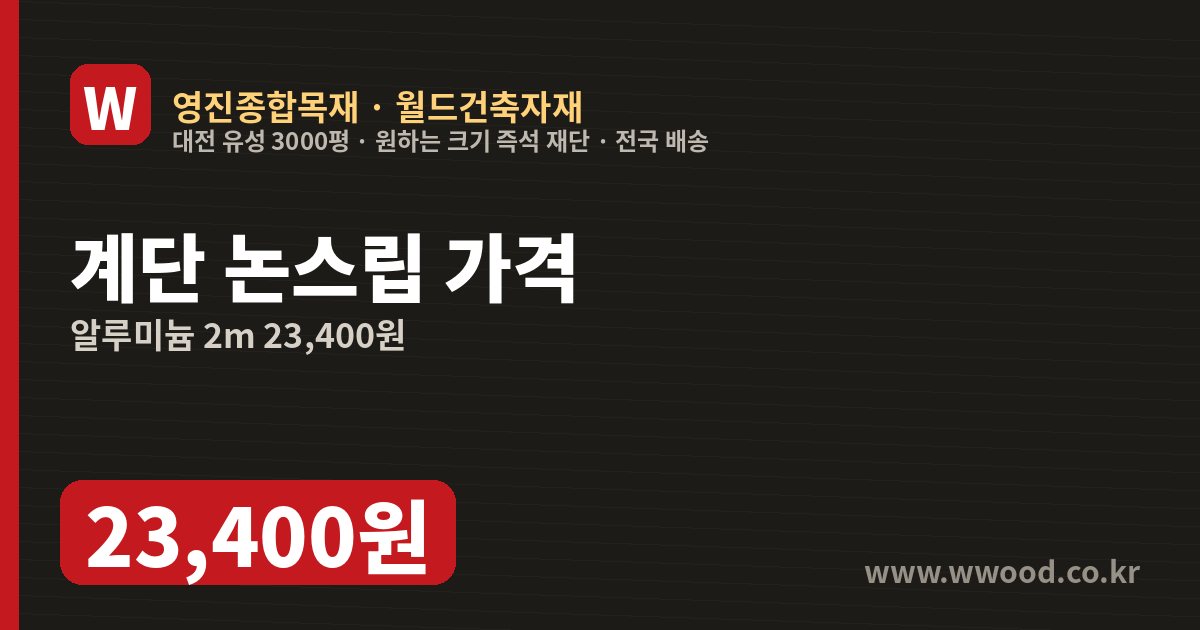 W
영진종합목재 · 월드건축자재
대전 유성 3000평 · 원하는 크기 즉석 재단 · 전국 배송
계단 논스립 가격
알루미늄 2m 23,400원
23,400원
www.wwood.co.kr